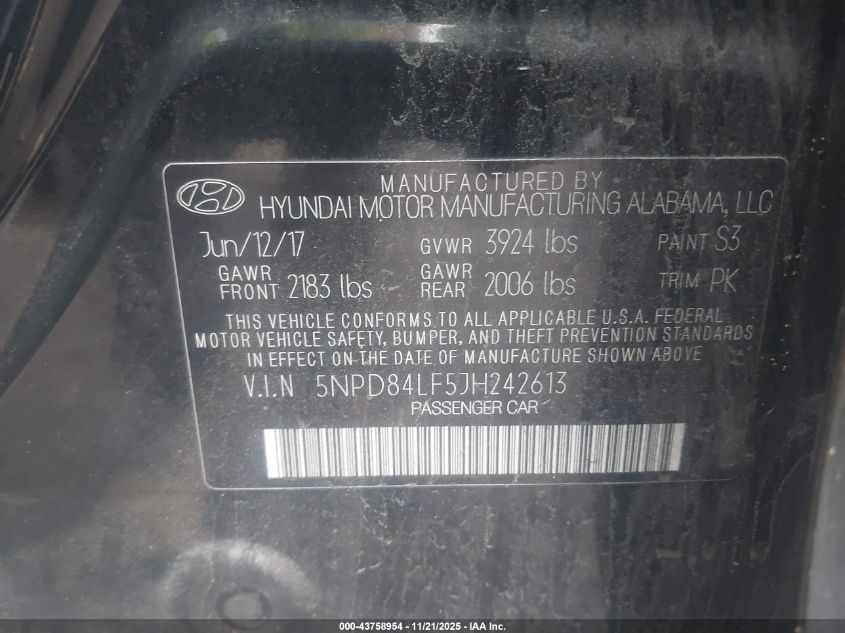 MANUFACTURED BY
HYUNDAI MOTOR MANUFACTURING ALABAMA, LLC
Jun/12/17 GVWR 3924 lbs PAINT S3
GAWR FRONT 2183 lbs GAWR REAR 2006 lbs TRIM PK
THIS VEHICLE CONFORMS TO ALL APPLICABLE U.S.A. FEDERAL
MOTOR VEHICLE SAFETY, BUMPER, AND THEFT PREVENTION STANDARDS
IN EFFECT ON THE DATE OF MANUFACTURE SHOWN ABOVE
V.I.N 5NPD84LF5JH242613
PASSENGER CAR
000-43758954 - 11/21/2025 - IAA Inc.